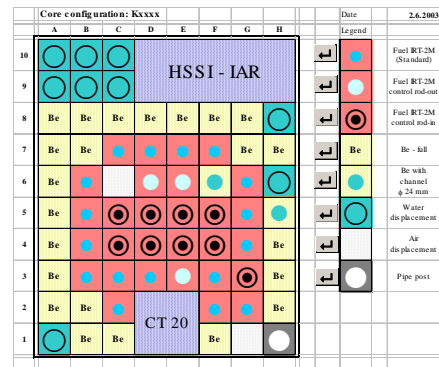 Core configuration: Kxxxx Date 2.6.2003
A B C D E F G H Legend
10 Fuel IRT-2M
(Standard)
HSSI - IAR
9 Fuel IRT-2M
control rod-out
8 Be Be Be Be Be Be Be Fuel IRT-2M
control rod-in
7 Be Be Be Be Be Be - full
6 Be Be with
channel
ϕ 24 mm
5 Be Water
displacement
4 Be Be Air
displacement
3 Be Be Pipe post
2 Be Be Be
CT 20
1 Be Be Be